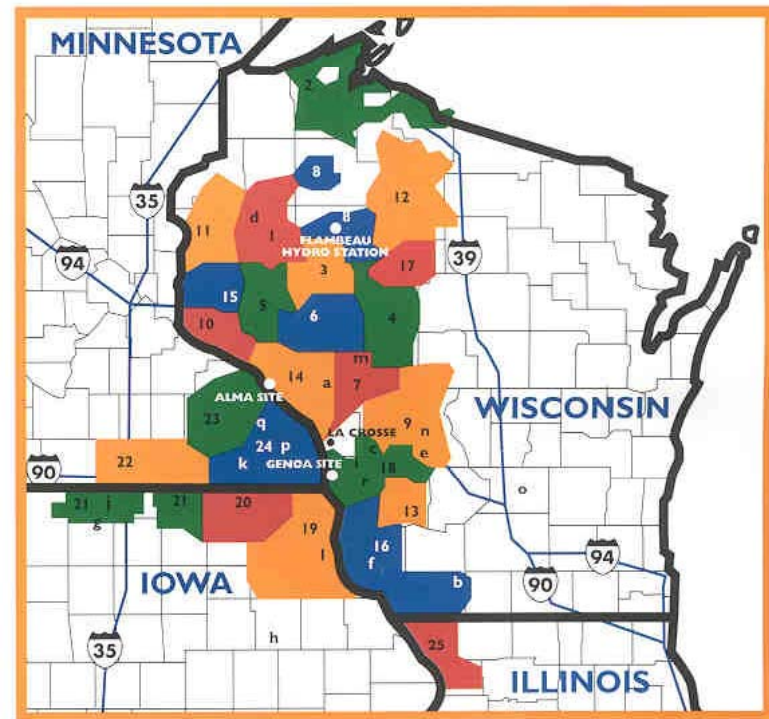 MINNESOTA
2
8
12
35
d
1
11
8
FLAMBEAU
HYDRO STATION
94
39
17
3
15
5
6
4
10
m
14
a
7
ALMA SITE
WISCONSIN
23
q
LA CROSSE
9
n
c
24
p
e
22
k
GENOA SITE
18
90
r
o
21
i
21
20
g
13
19
16
l
f
94
IOWA
b
90
h
25
35
ILLINOIS